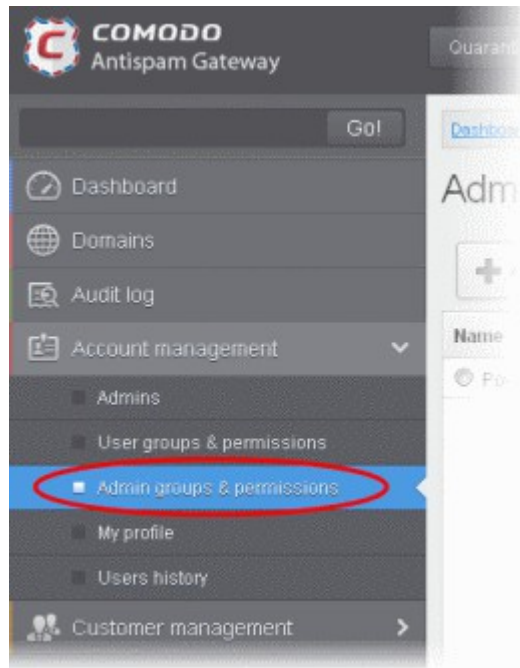 COMODO
Antispam Gateway
Go!
Dashboard
Domains
Audit log
Account management
Admins
User groups & permissions
Admin groups & permissions
My profile
Users history
Customer management
Adm
Name